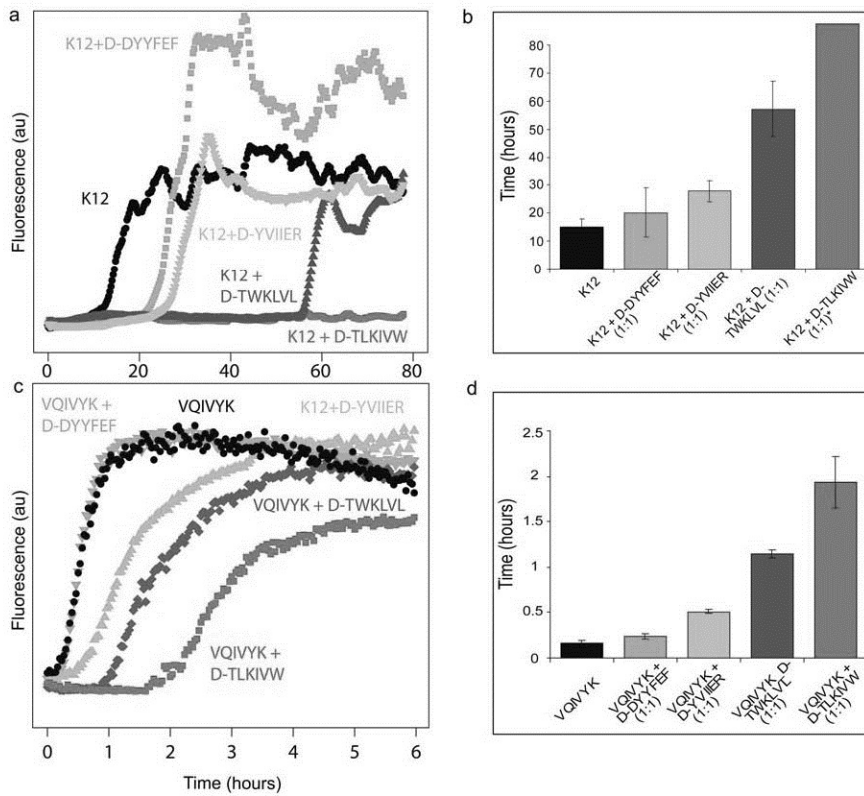 a
K12+D-DYYFEF
K12
K12+D-YVIIER
K12 +
D-TWKLVL
K12 + D-TLKIVW
Fluorescence (au)
0 20 40 60 80
b
Time (hours)
80
70
60
50
40
30
20
10
0
K12
K12 + D-DYYFEF
(1:1)
K12 + D-YVIIER
(1:1)
K12 + D-
TWKLVL (1:1)
K12 + D-TLKIVW
(1:1)*
c
VQIVYK +
D-DYYFEF
VQIVYK
K12+D-YVIIER
VQIVYK + D-TWKLVL
VQIVYK +
D-TLKIVW
Fluorescence (au)
0 1 2 3 4 5 6
Time (hours)
d
Time (hours)
2.5
2
1.5
1
0.5
0
VQIVYK
VQIVYK +
D-DYYFEF
(1:1)
VQIVYK +
D-YVIIER
(1:1)
VQIVYK D-
(1:1)
VQIVYK +
D-TLKIVW
(1:1)